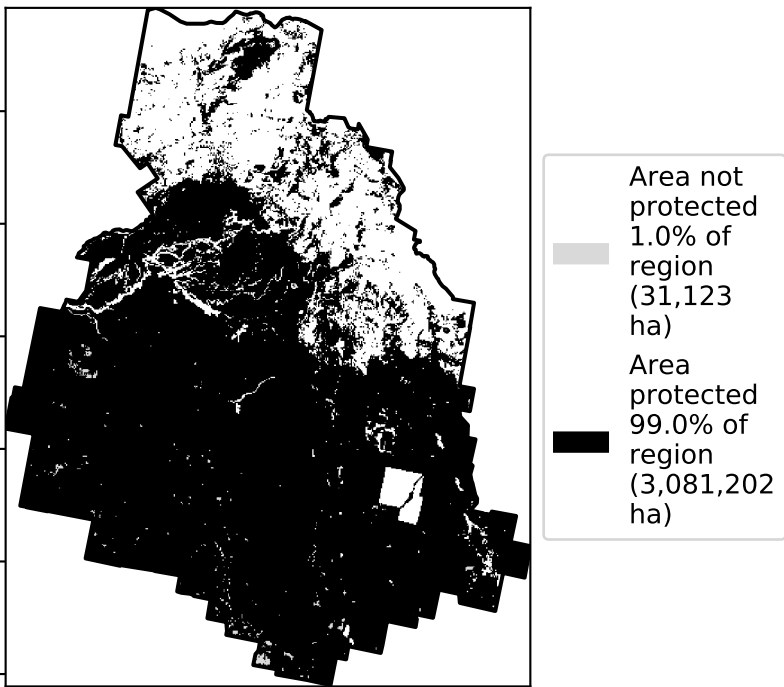 Area not
protected
1.0% of
region
(31,123
ha)
Area
protected
99.0% of
region
(3,081,202
ha)